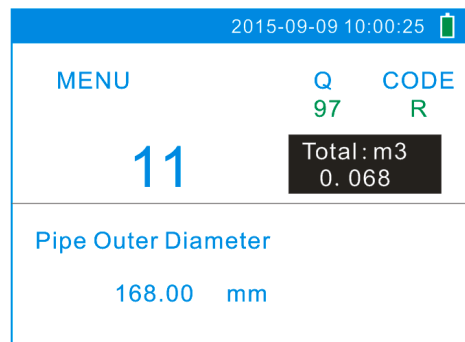 2015-09-09 10:00:25
MENU Q CODE
97 R
11 Total:m3
0.068
Pipe Outer Diameter
168.00 mm